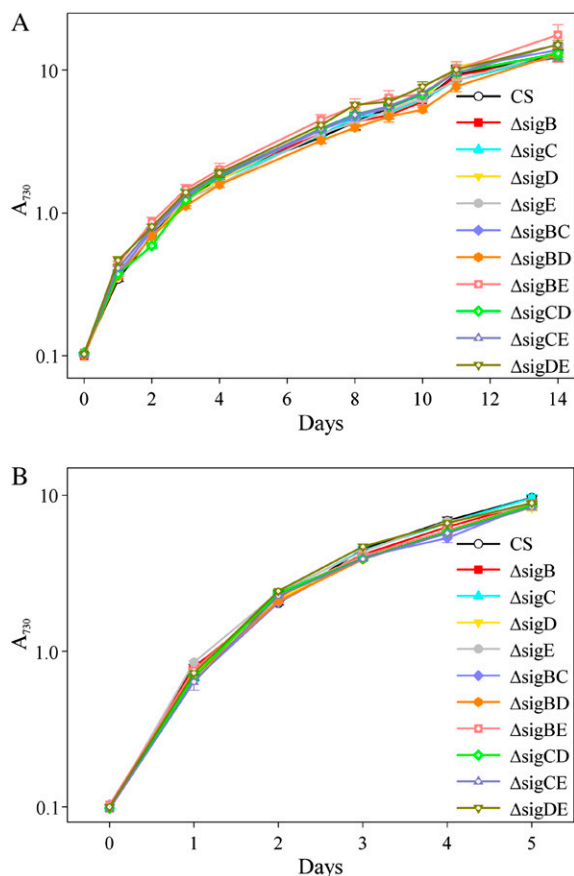 A
10
1.0
0.1
A730
0 2 4 6 8 10 12 14
Days
CS
ΔsigB
ΔsigC
ΔsigD
ΔsigE
ΔsigBC
ΔsigBD
ΔsigBE
ΔsigCD
ΔsigCE
ΔsigDE
B
10
1.0
0.1
A730
0 1 2 3 4 5
Days
CS
ΔsigB
ΔsigC
ΔsigD
ΔsigE
ΔsigBC
ΔsigBD
ΔsigBE
ΔsigCD
ΔsigCE
ΔsigDE